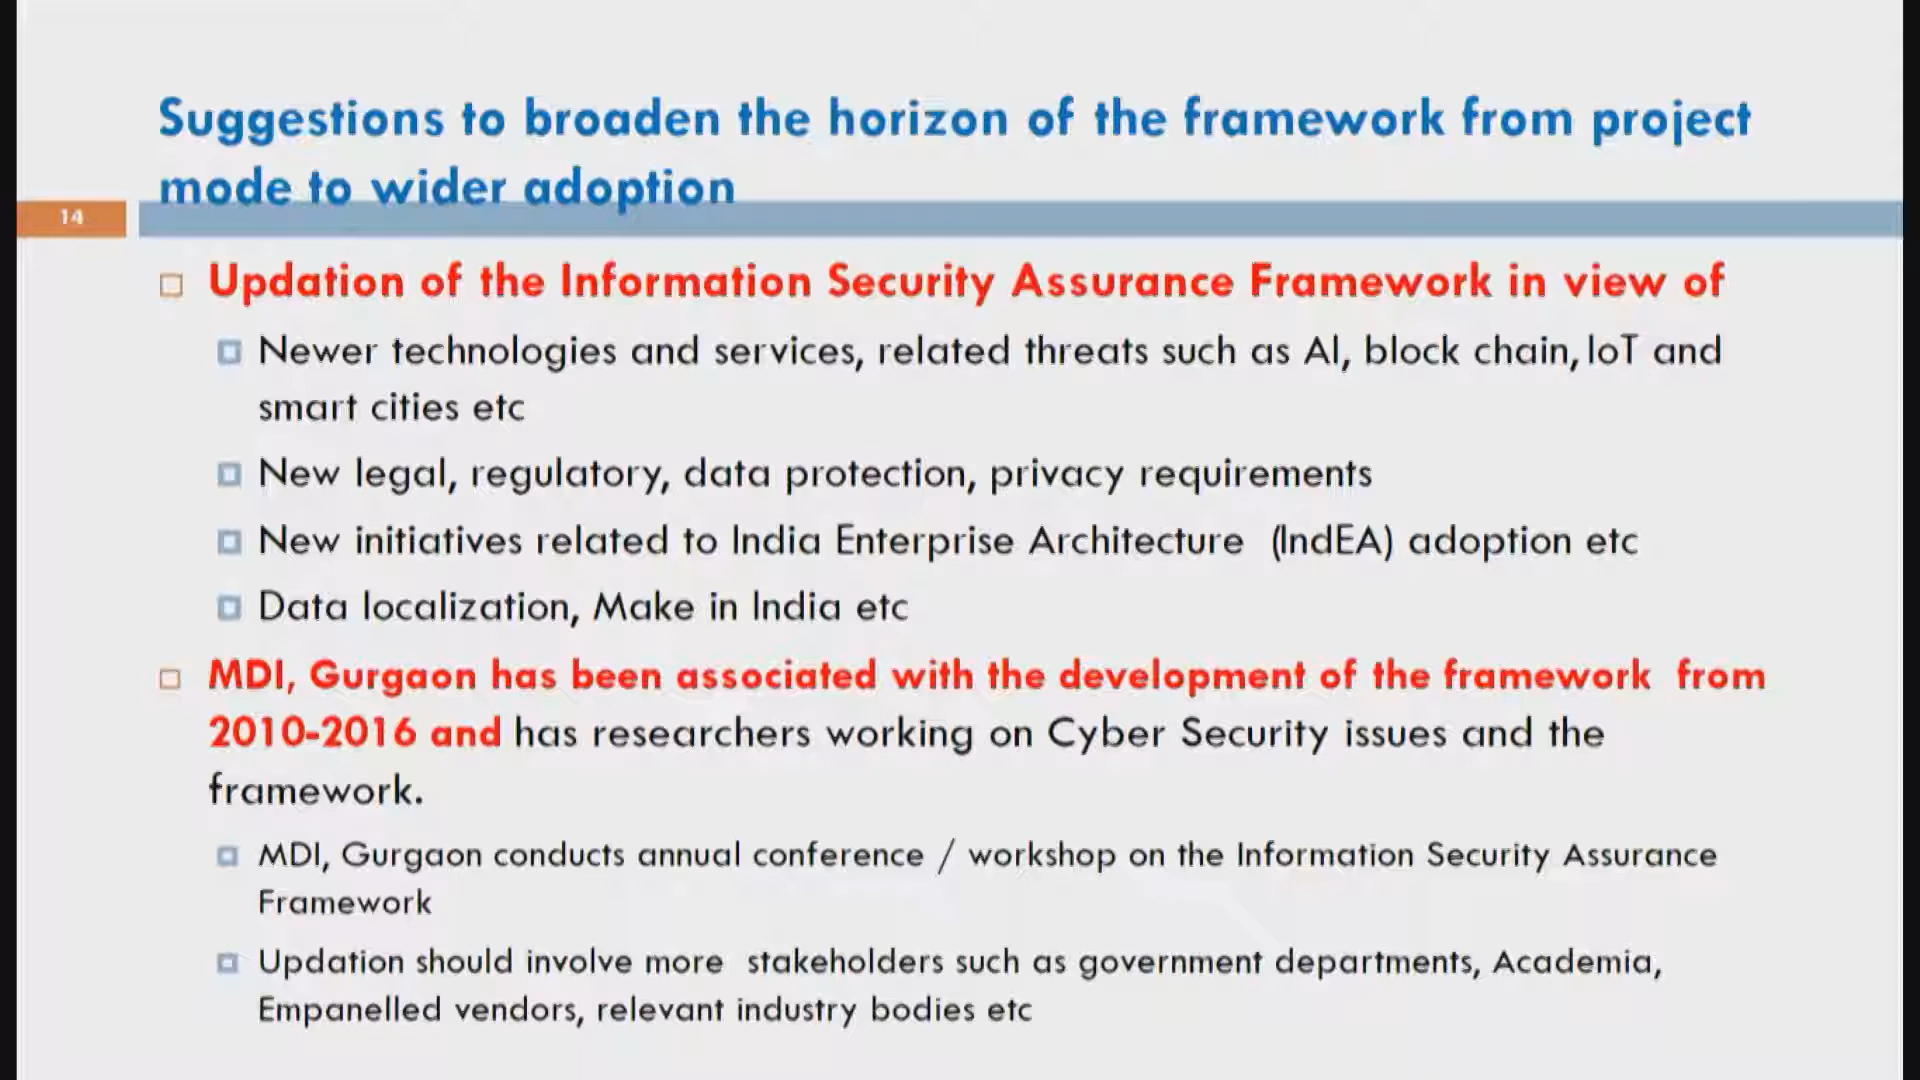 Suggestions to broaden the horizon of the framework from project
mode to wider adoption
14
Updation of the Information Security Assurance Framework in view of
Newer technologies and services, related threats such as AI, block chain, IoT and
smart cities etc
New legal, regulatory, data protection, privacy requirements
New initiatives related to India Enterprise Architecture (IndEA) adoption etc
Data localization, Make in India etc
MDI, Gurgaon has been associated with the development of the framework from
2010-2016 and has researchers working on Cyber Security issues and the
framework.
MDI, Gurgaon conducts annual conference / workshop on the Information Security Assurance
Framework
Updation should involve more stakeholders such as government departments, Academia,
Empanelled vendors, relevant industry bodies etc